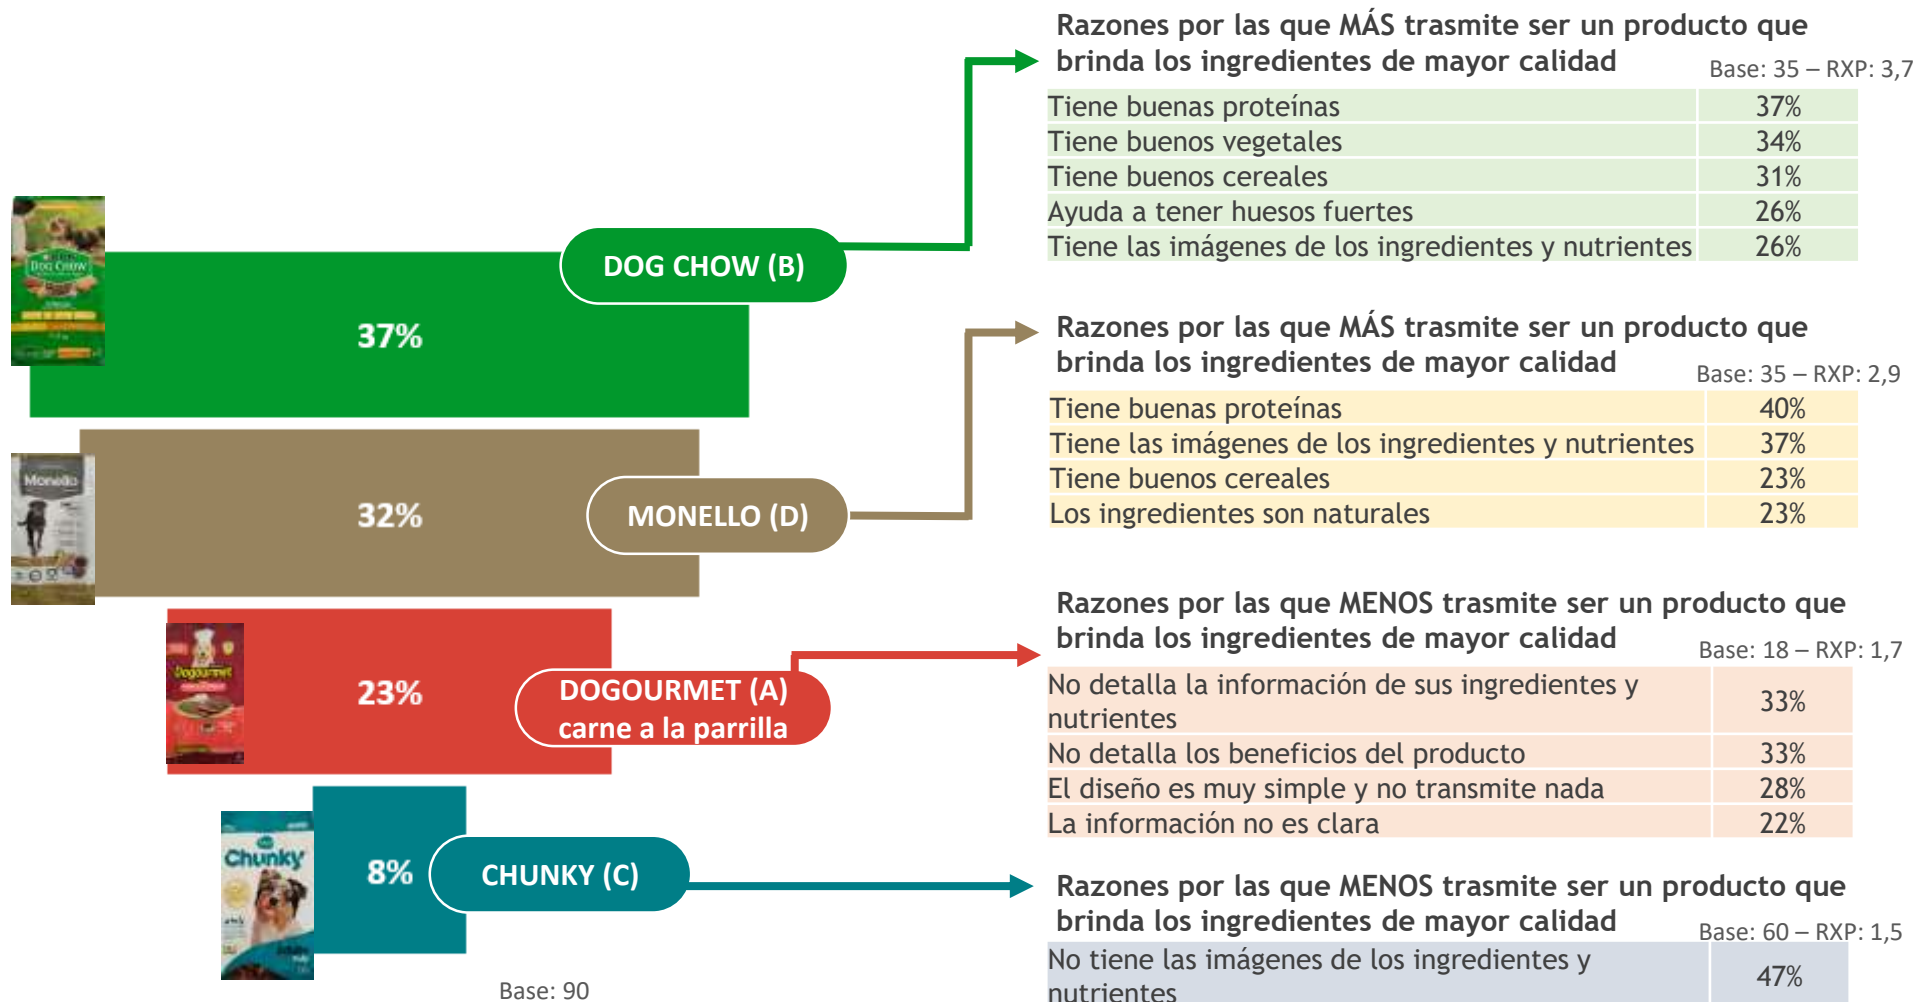 Razones por las que MÁS trasmite ser un producto que
brinda los ingredientes de mayor calidad
Base: 35 – RXP: 3,7
Tiene buenas proteínas 37%
Tiene buenos vegetales 34%
Tiene buenos cereales 31%
Ayuda a tener huesos fuertes 26%
Tiene las imágenes de los ingredientes y nutrientes 26%
DOG CHOW
DOG CHOW (B)
37%
Razones por las que MÁS trasmite ser un producto que
brinda los ingredientes de mayor calidad
Base: 35 – RXP: 2,9
Tiene buenas proteínas 40%
Tiene las imágenes de los ingredientes y nutrientes 37%
Tiene buenos cereales 23%
Los ingredientes son naturales 23%
Monello
32%
MONELLO (D)
Razones por las que MENOS trasmite ser un producto que
brinda los ingredientes de mayor calidad
Base: 18 – RXP: 1,7
No detalla la información de sus ingredientes y
nutrientes
33%
No detalla los beneficios del producto 33%
El diseño es muy simple y no transmite nada 28%
La información no es clara 22%
Dogourmet
23%
DOGOURMET (A)
carne a la parrilla
Chunky
8%
CHUNKY (C)
Razones por las que MENOS trasmite ser un producto que
brinda los ingredientes de mayor calidad
Base: 60 – RXP: 1,5
No tiene las imágenes de los ingredientes y
nutrientes
47%
Base: 90